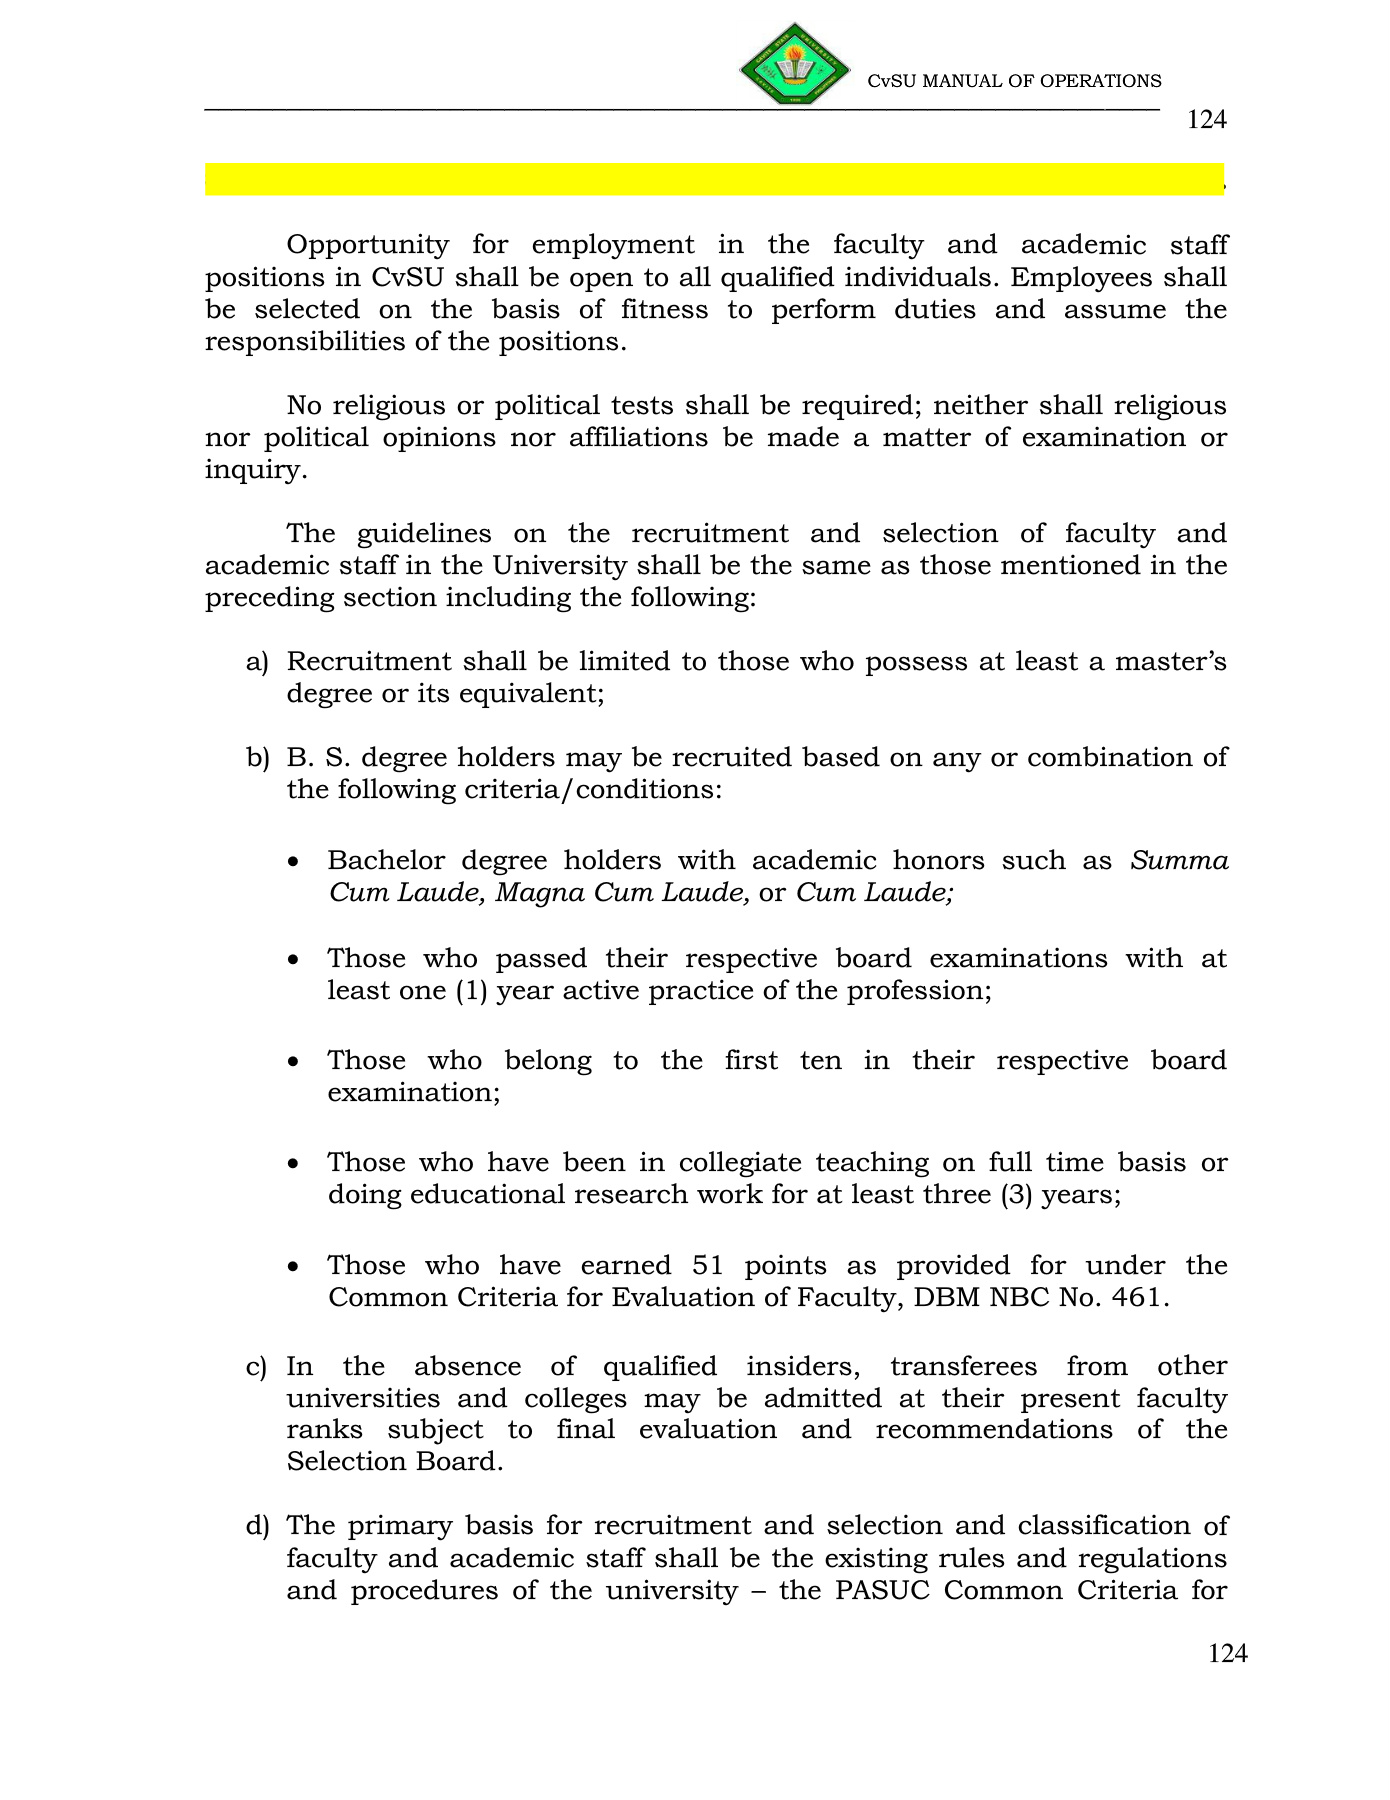 CvSU MANUAL OF OPERATIONS
124
.
Opportunity for employment in the faculty and academic staff
positions in CvSU shall be open to all qualified individuals. Employees shall
be selected on the basis of fitness to perform duties and assume the
responsibilities of the positions.
No religious or political tests shall be required; neither shall religious
nor political opinions nor affiliations be made a matter of examination or
inquiry.
The guidelines on the recruitment and selection of faculty and
academic staff in the University shall be the same as those mentioned in the
preceding section including the following:
a) Recruitment shall be limited to those who possess at least a master’s
degree or its equivalent;
b) B. S. degree holders may be recruited based on any or combination of
the following criteria/conditions:
• Bachelor degree holders with academic honors such as Summa
Cum Laude, Magna Cum Laude, or Cum Laude;
• Those who passed their respective board examinations with at
least one (1) year active practice of the profession;
• Those who belong to the first ten in their respective board
examination;
• Those who have been in collegiate teaching on full time basis or
doing educational research work for at least three (3) years;
• Those who have earned 51 points as provided for under the
Common Criteria for Evaluation of Faculty, DBM NBC No. 461.
c) In the absence of qualified insiders, transferees from other
universities and colleges may be admitted at their present faculty
ranks subject to final evaluation and recommendations of the
Selection Board.
d) The primary basis for recruitment and selection and classification of
faculty and academic staff shall be the existing rules and regulations
and procedures of the university – the PASUC Common Criteria for
124